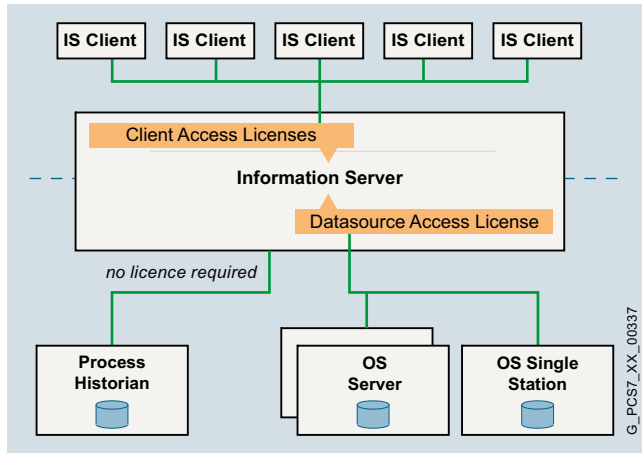 IS Client IS Client IS Client IS Client IS Client
Client Access Licenses
Information Server
Datasource Access License
no licence required
Process
Historian
OS
Server
OS Single
Station
G_PCS7_XX_00337